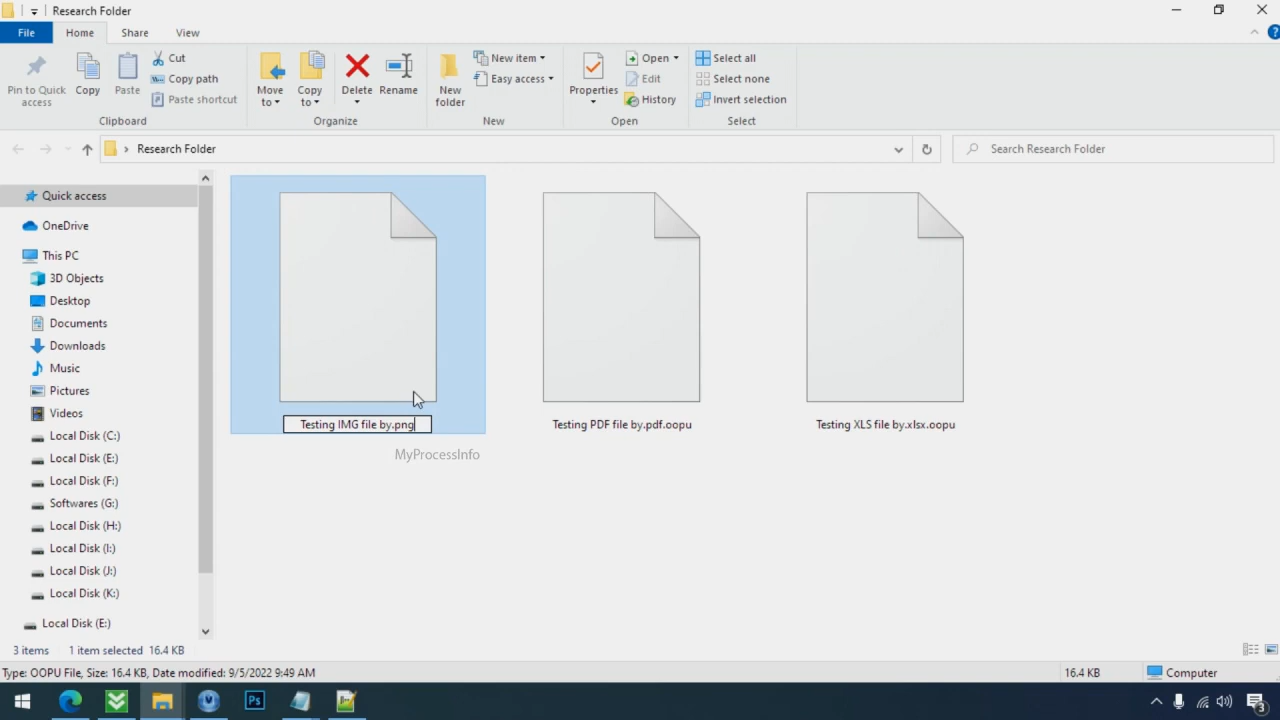 Research Folder
File Home Share View
Pin to Quick access
Copy
Paste
Cut
Copy path
Paste shortcut
Clipboard
Move to
Copy to
Delete
Rename
Organize
New folder
New item
Easy access
New
Properties
Open
Edit
History
Open
Select all
Select none
Invert selection
Select
Research Folder
Search Research Folder
Quick access
OneDrive
This PC
3D Objects
Desktop
Documents
Downloads
Music
Pictures
Videos
Local Disk (C:)
Local Disk (E:)
Local Disk (F:)
Softwares (G:)
Local Disk (H:)
Local Disk (I:)
Local Disk (J:)
Local Disk (K:)
Local Disk (E:)
Testing IMG file by.png
Testing PDF file by.pdf.oopu
Testing XLS file by.xlsx.oopu
MyProcessInfo
3 items 1 item selected 16.4 KB
Type: OOPU File, Size: 16.4 KB, Date modified: 9/5/2022 9:49 AM
16.4 KB
Computer
Ps
3